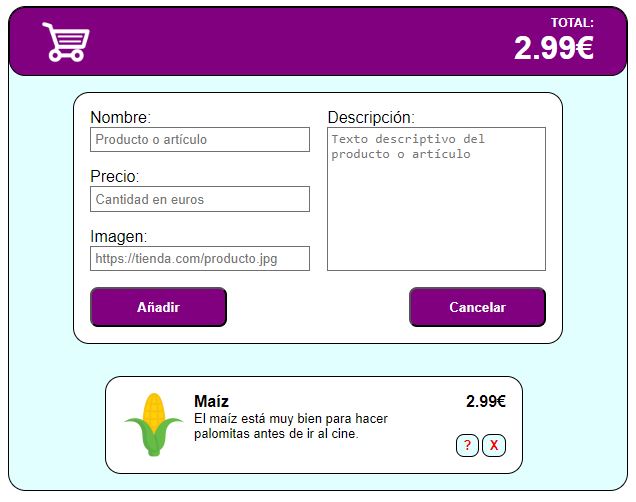 TOTAL:
2.99€
Nombre:
Producto o artículo
Precio:
Cantidad en euros
Imagen:
https://tienda.com/producto.jpg
Descripción:
Texto descriptivo del
producto o artículo
Añadir
Cancelar
Maíz
2.99€
El maíz está muy bien para hacer
palomitas antes de ir al cine.
? X